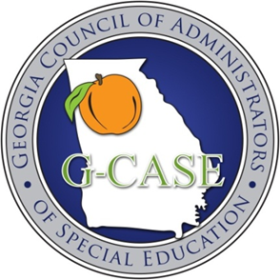 • GEORGIA COUNCIL OF ADMINISTRATORS •
OF SPECIAL EDUCATION
G-CASE